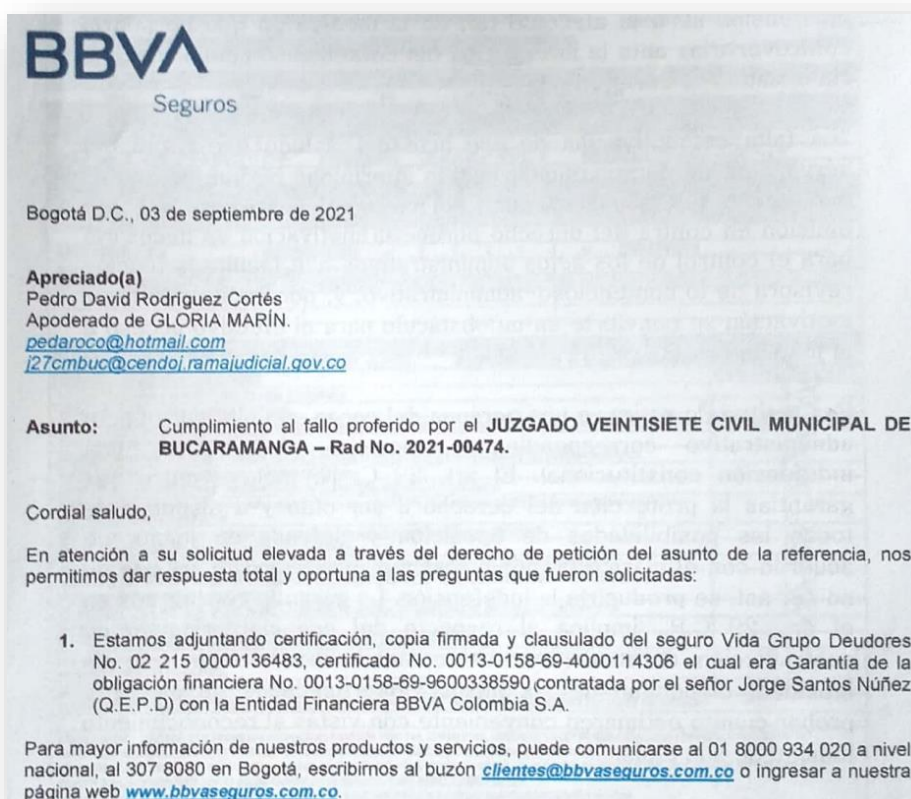 BBVA
Seguros
Bogotá D.C., 03 de septiembre de 2021
Apreciado(a)
Pedro David Rodríguez Cortés
Apoderado de GLORIA MARÍN.
pedaroco@hotmail.com
j27cmbuc@cendoj.ramajudicial.gov.co
Asunto: Cumplimiento al fallo proferido por el JUZGADO VEINTISIETE CIVIL MUNICIPAL DE
BUCARAMANGA – Rad No. 2021-00474.
Cordial saludo,
En atención a su solicitud elevada a través del derecho de petición del asunto de la referencia, nos
permitimos dar respuesta total y oportuna a las preguntas que fueron solicitadas:
1. Estamos adjuntando certificación, copia firmada y clausulado del seguro Vida Grupo Deudores
No. 02 215 0000136483, certificado No. 0013-0158-69-4000114306 el cual era Garantía de la
obligación financiera No. 0013-0158-69-9600338590 contratada por el señor Jorge Santos Núñez
(Q.E.P.D) con la Entidad Financiera BBVA Colombia S.A.
Para mayor información de nuestros productos y servicios, puede comunicarse al 01 8000 934 020 a nivel
nacional, al 307 8080 en Bogotá, escribirnos al buzón clientes@bbvaseguros.com.co o ingresar a nuestra
página web www.bbvaseguros.com.co.